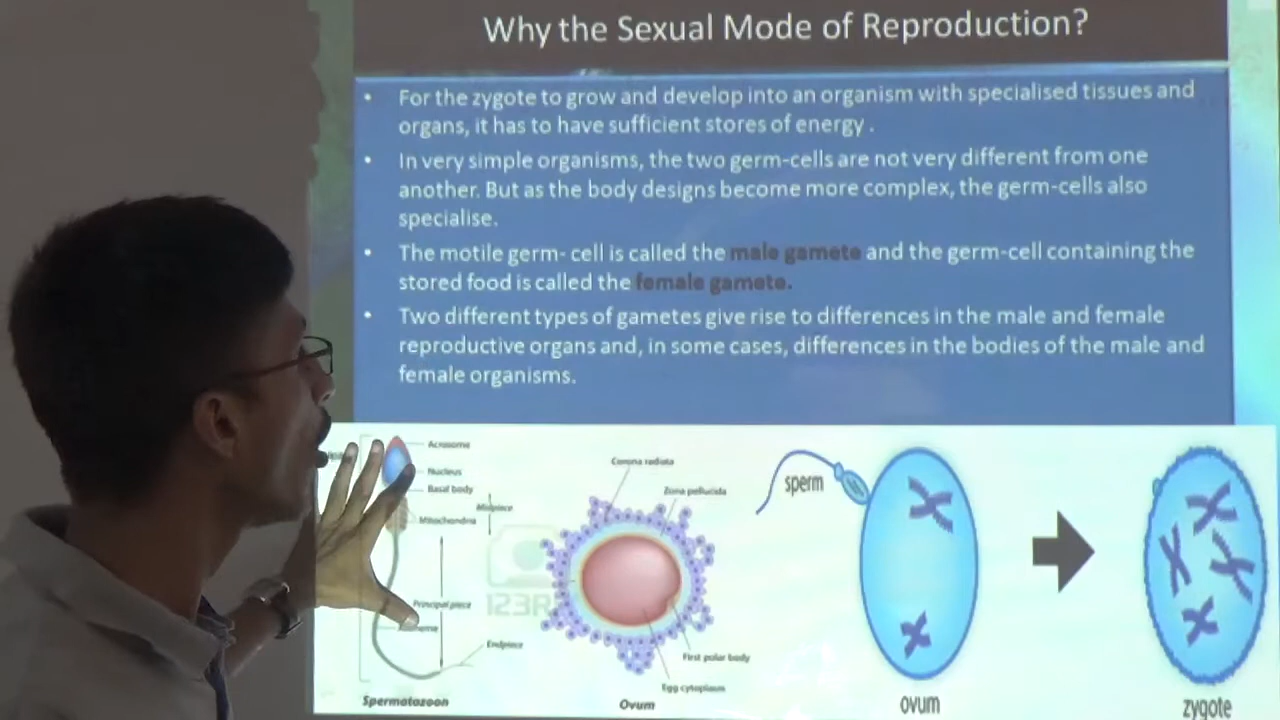 Why the Sexual Mode of Reproduction?
• For the zygote to grow and develop into an organism with specialised tissues and
organs, it has to have sufficient stores of energy .
• In very simple organisms, the two germ-cells are not very different from one
another. But as the body designs become more complex, the germ-cells also
specialise.
• The motile germ- cell is called the male gamete and the germ-cell containing the
stored food is called the female gamete.
• Two different types of gametes give rise to differences in the male and female
reproductive organs and, in some cases, differences in the bodies of the male and
female organisms.
Acrosome
Nucleus
Basal body
Midpiece
Mitochondria
Principal piece
Endpiece
Spermatozoon
Corona radiata
Zona pellucida
123R
First polar body
Egg cytoplasm
Ovum
sperm
ovum
zygote